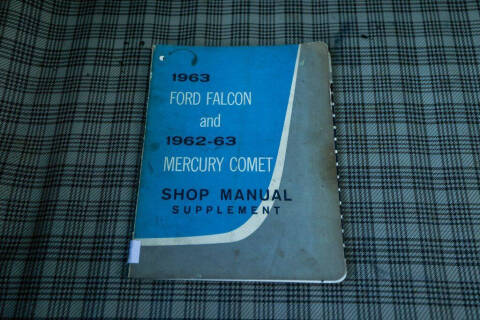 1963
FORD FALCON
and
1962-63
MERCURY COMET
SHOP MANUAL
SUPPLEMENT